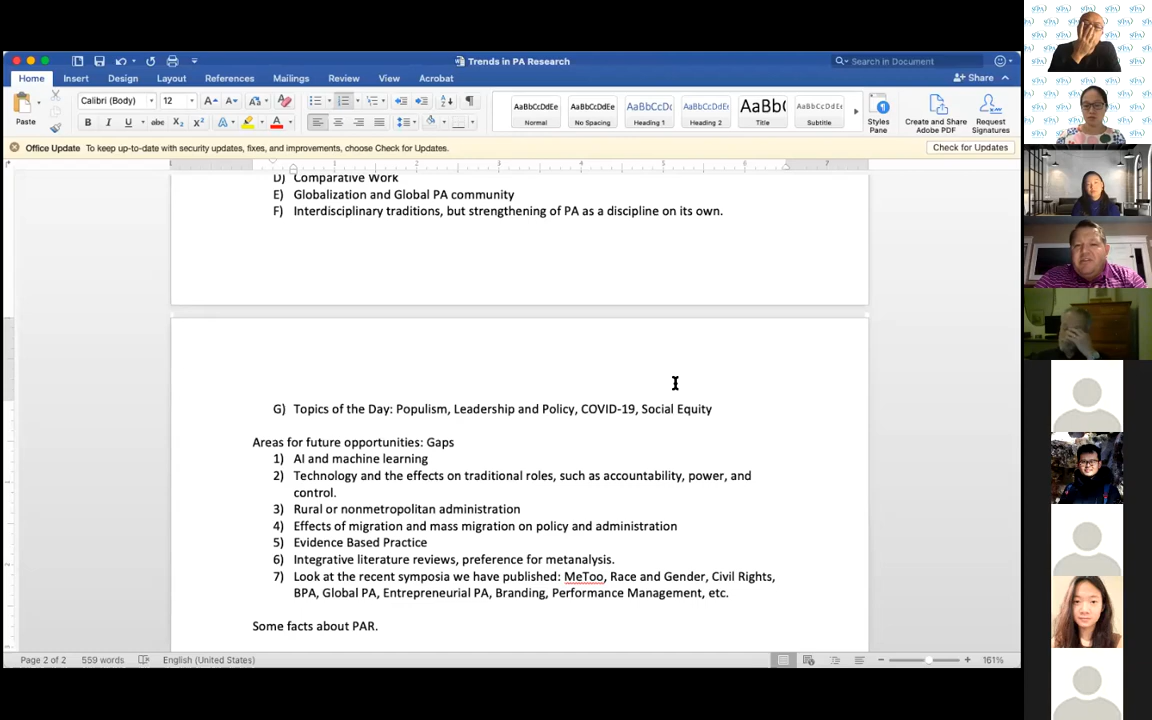 Trends in PA Research
Search in Document
Home
Insert
Design
Layout
References
Mailings
Review
View
Acrobat
Share
Paste
Calibri (Body)
12
AaBbCcDdEe
Normal
AaBbCcDdEe
No Spacing
AaBbCcDc
Heading 1
AaBbCcDdEe
Heading 2
AaBb(
Title
AaBbCcDdEe
Subtitle
Styles
Pane
Create and Share
Adobe PDF
Request
Signatures
Office Update
To keep up-to-date with security updates, fixes, and improvements, choose Check for Updates.
Check for Updates
D) Comparative Work
E) Globalization and Global PA community
F) Interdisciplinary traditions, but strengthening of PA as a discipline on its own.
G) Topics of the Day: Populism, Leadership and Policy, COVID-19, Social Equity
Areas for future opportunities: Gaps
1) AI and machine learning
2) Technology and the effects on traditional roles, such as accountability, power, and
control.
3) Rural or nonmetropolitan administration
4) Effects of migration and mass migration on policy and administration
5) Evidence Based Practice
6) Integrative literature reviews, preference for metanalysis.
7) Look at the recent symposia we have published: MeToo, Race and Gender, Civil Rights,
BPA, Global PA, Entrepreneurial PA, Branding, Performance Management, etc.
Some facts about PAR.
Page 2 of 2
559 words
English (United States)
161%